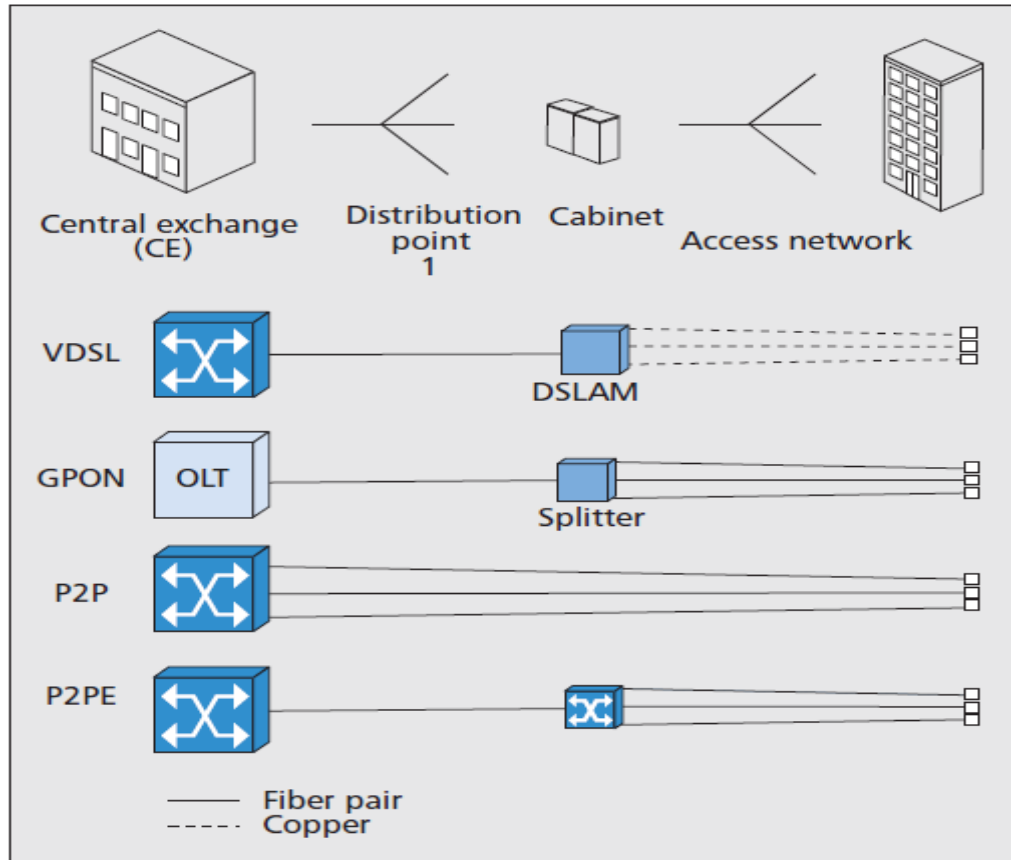 Central exchange
(CE)
Distribution
point
1
Cabinet
Access network
VDSL
DSLAM
GPON
OLT
Splitter
P2P
P2PE
Fiber pair
Copper